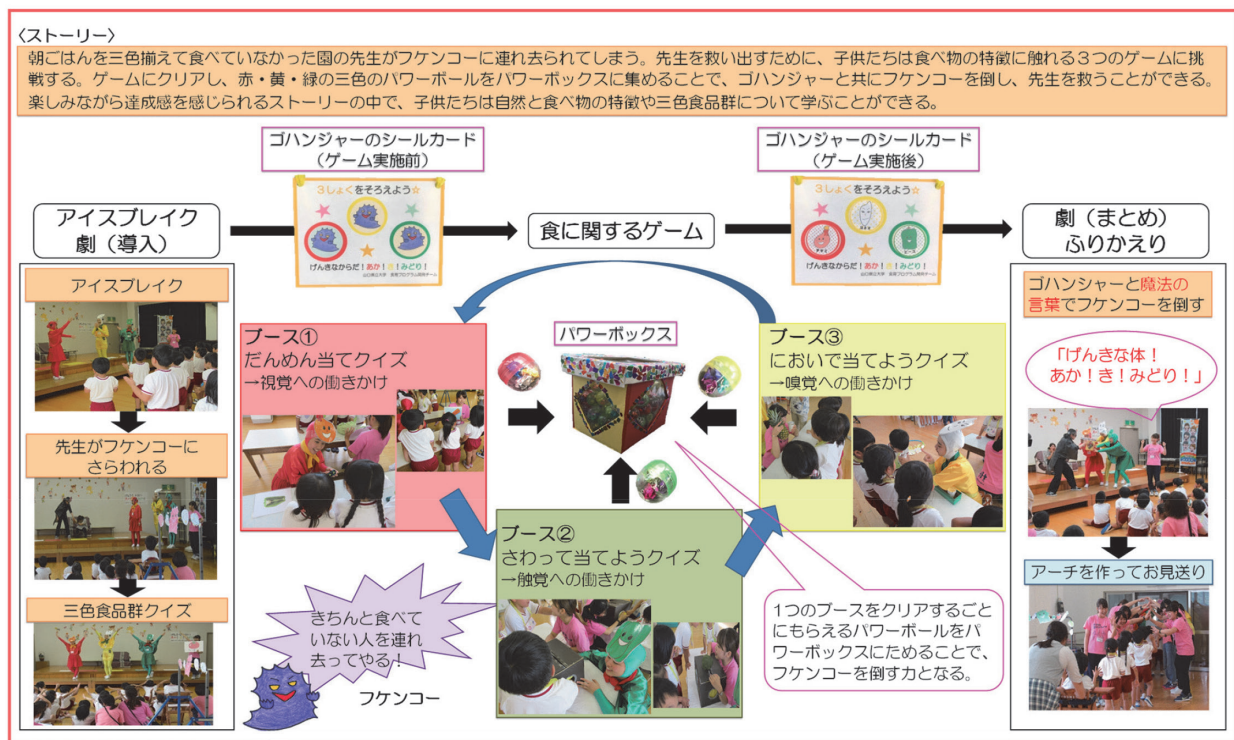 〈ストーリー〉
朝ごはんを三色揃えて食べていなかった園の先生がフケンコーに連れ去られてしまう。先生を救い出すために、子供たちは食べ物の特徴に触れる３つのゲームに挑
戦する。ゲームにクリアし、赤・黄・緑の三色のパワーボールをパワーボックスに集めることで、ゴハンジャーと共にフケンコーを倒し、先生を救うことができる。
楽しみながら達成感を感じられるストーリーの中で、子供たちは自然と食べ物の特徴や三色食品群について学ぶことができる。
ゴハンジャーのシールカード
（ゲーム実施前）
３しょくをそろえよう☆
げんきなからだ！あか！き！みどり！
ゴハンジャーのシールカード
（ゲーム実施後）
３しょくをそろえよう☆
げんきなからだ！あか！き！みどり！
アイスブレイク
劇（導入）
食に関するゲーム
劇（まとめ）
ふりかえり
アイスブレイク
先生がフケンコーに
さらわれる
三色食品群クイズ
ブース①
だんめん当てクイズ
→視覚への働きかけ
パワーボックス
ブース③
においで当てようクイズ
→嗅覚への働きかけ
ブース②
さわって当てようクイズ
→触覚への働きかけ
きちんと食べて
いない人を連れ
去ってやる！
フケンコー
１つのブースをクリアするごと
にもらえるパワーボールをパ
ワーボックスにためることで、
フケンコーを倒す力となる。
ゴハンジャーと魔法の
言葉でフケンコーを倒す
「げんきな体！
あか！き！みどり！」
アーチを作ってお見送り